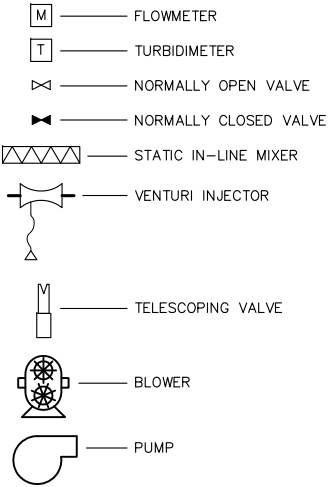 M FLOWMETER
T TURBIDIMETER
NORMALLY OPEN VALVE
NORMALLY CLOSED VALVE
STATIC IN-LINE MIXER
VENTURI INJECTOR
TELESCOPING VALVE
BLOWER
PUMP